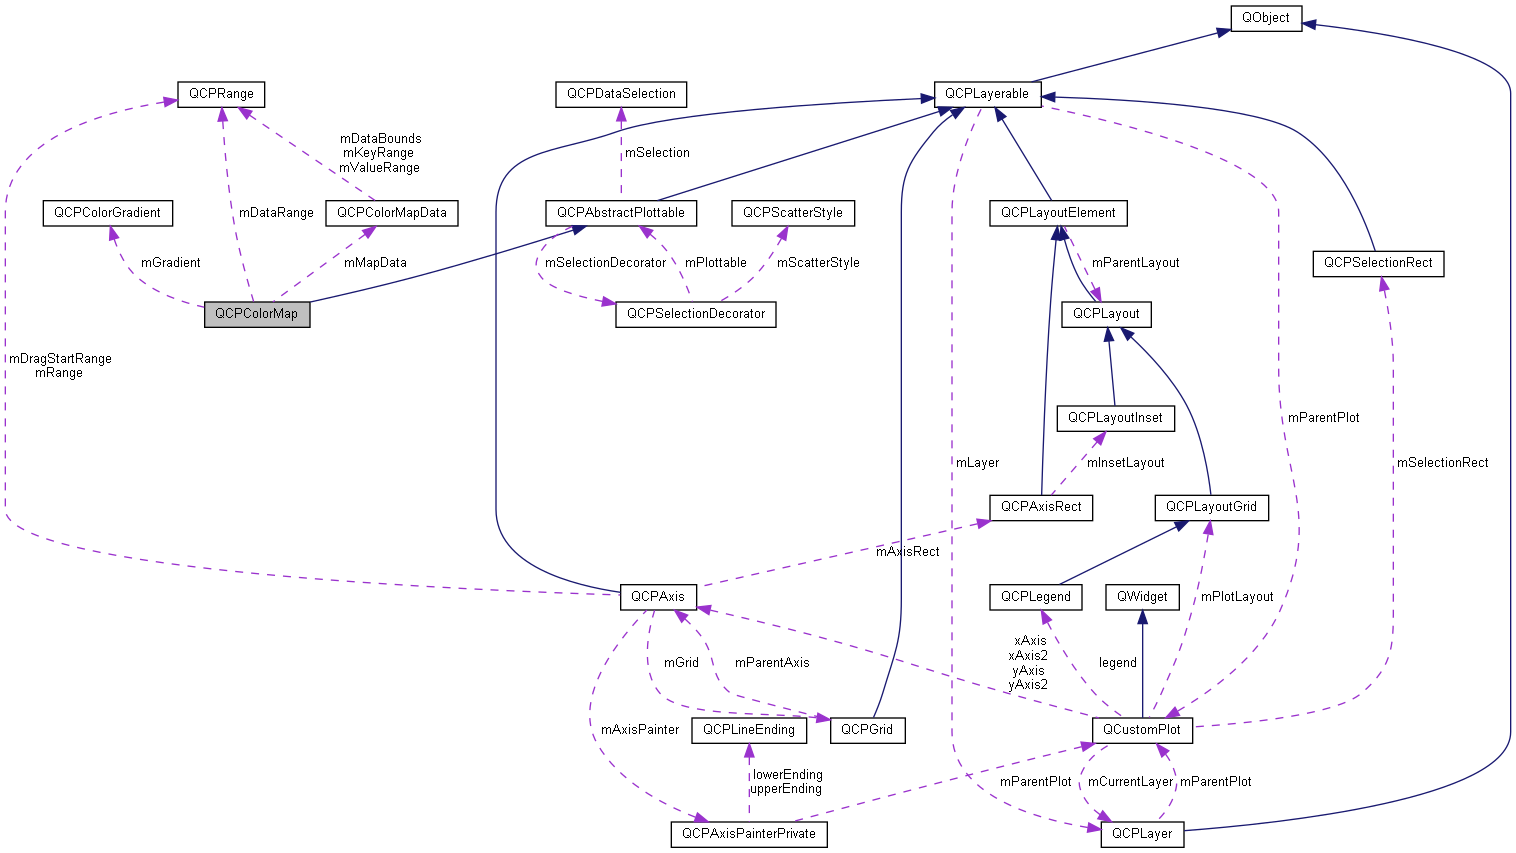 QObject
QCPRange
QCPDataSelection
QCPLayerable
mDataBounds
mKeyRange
mValueRange
mSelection
QCPColorGradient
mDataRange
QCPColorMapData
QCPAbstractPlottable
QCPScatterStyle
QCPLayoutElement
mGradient
mMapData
mSelectionDecorator
mPlottable
mScatterStyle
mParentLayout
QCPSelectionRect
QCPColorMap
QCPSelectionDecorator
QCPLayout
mDragStartRange
mRange
QCPLayoutInset
mParentPlot
mLayer
mInsetLayout
mSelectionRect
QCPAxisRect
QCPLayoutGrid
mAxisRect
QCPAxis
QCPLegend
QWidget
mPlotLayout
xAxis
xAxis2
yAxis
yAxis2
mGrid
mParentAxis
legend
mAxisPainter
QCPLineEnding
QCPGrid
QCustomPlot
lowerEnding
upperEnding
mParentPlot
mCurrentLayer
mParentPlot
QCPAxisPainterPrivate
QCPLayer